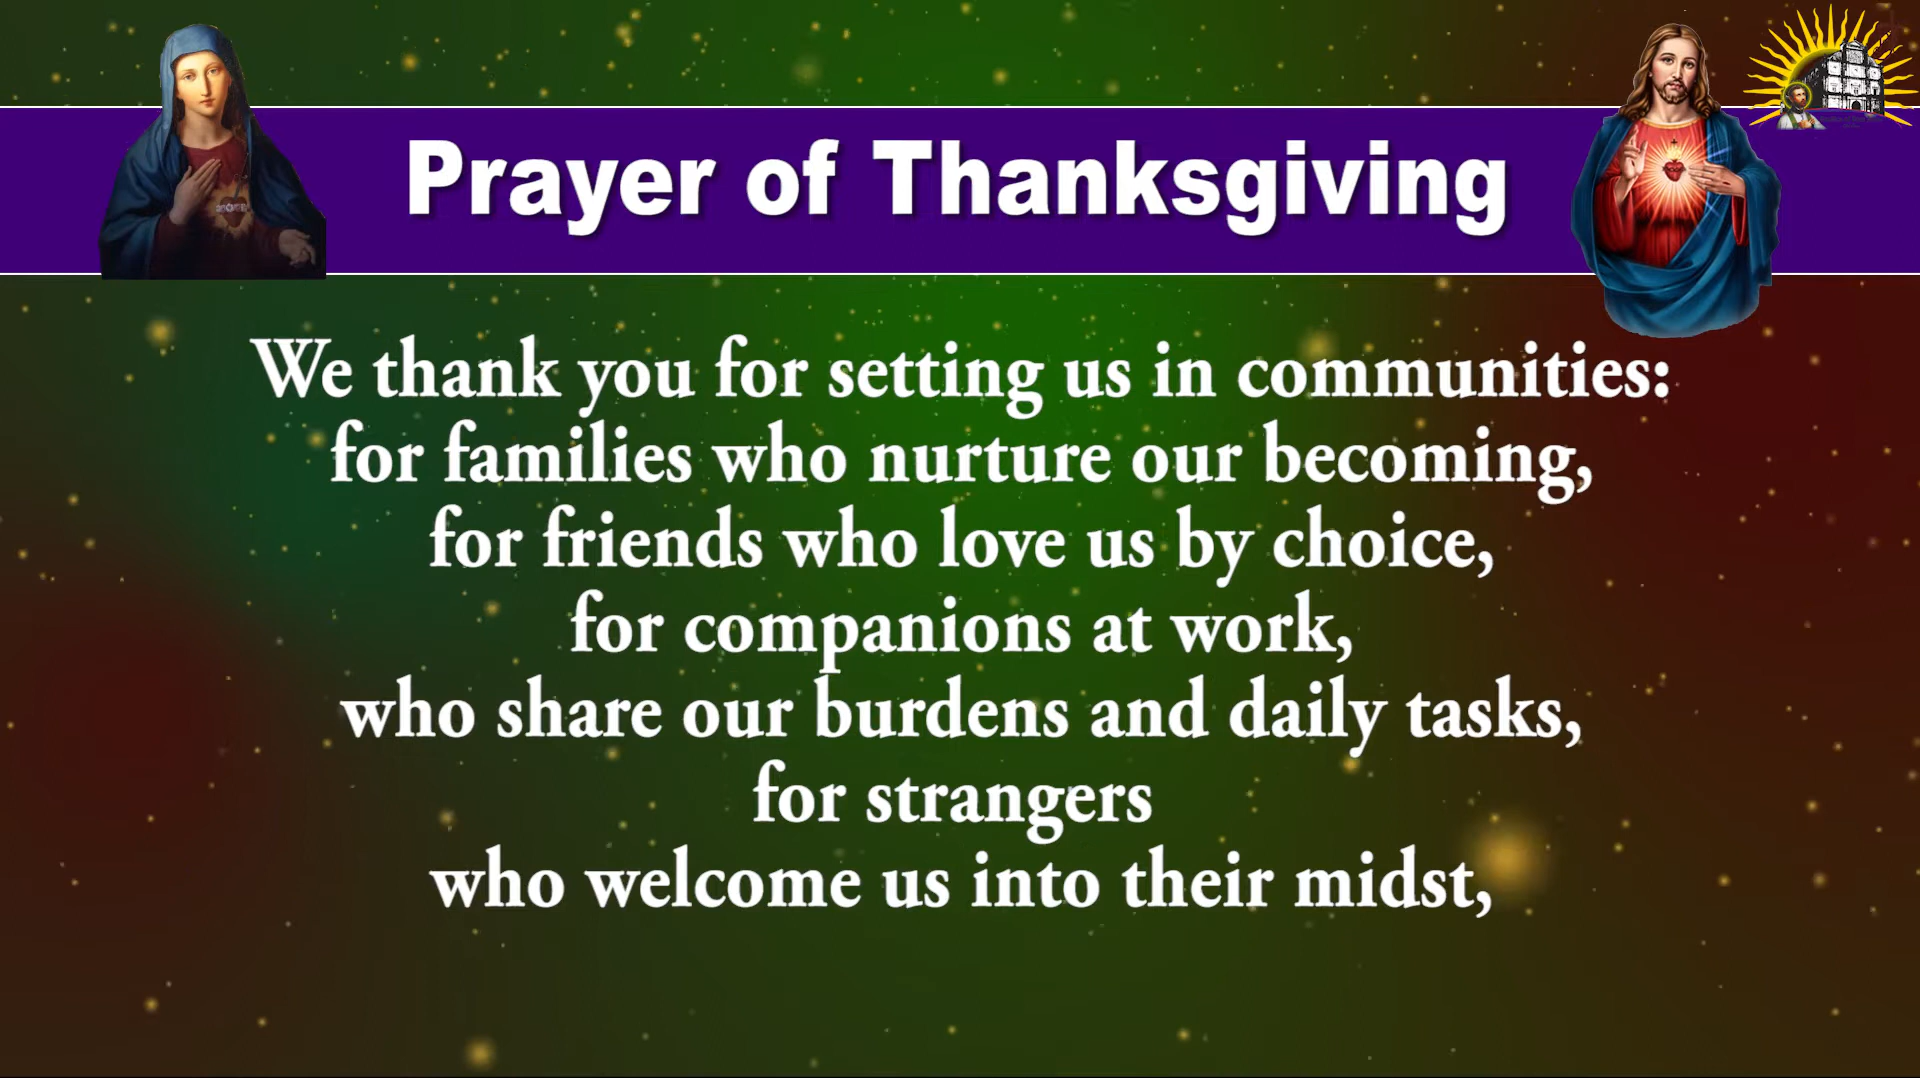 Prayer of Thanksgiving
We thank you for setting us in communities:
for families who nurture our becoming,
for friends who love us by choice,
for companions at work,
who share our burdens and daily tasks,
for strangers
who welcome us into their midst,